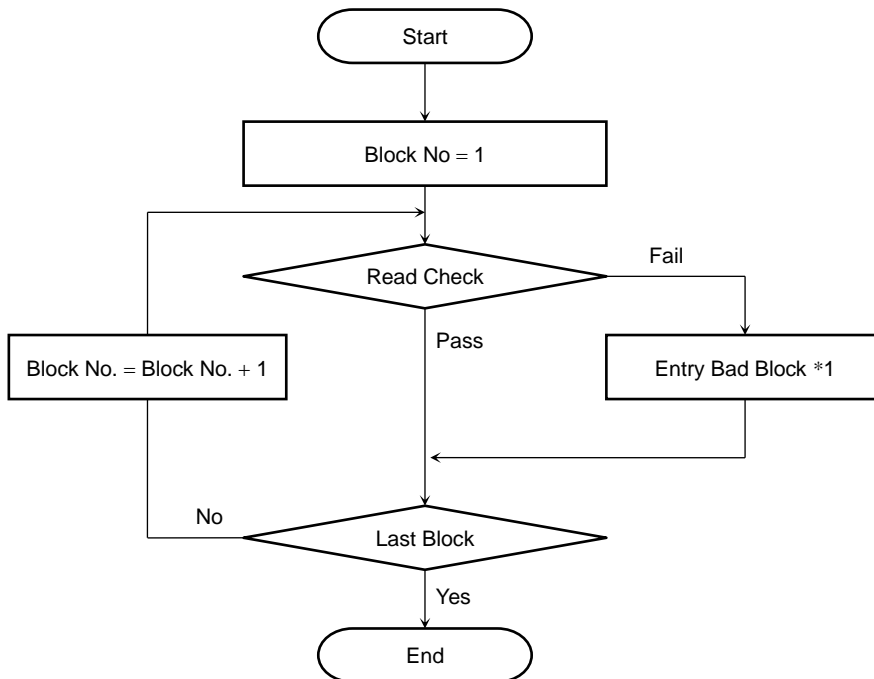 Start
Block No = 1
Read Check
Fail
Pass
Block No. = Block No. + 1
Entry Bad Block *1
No
Last Block
Yes
End